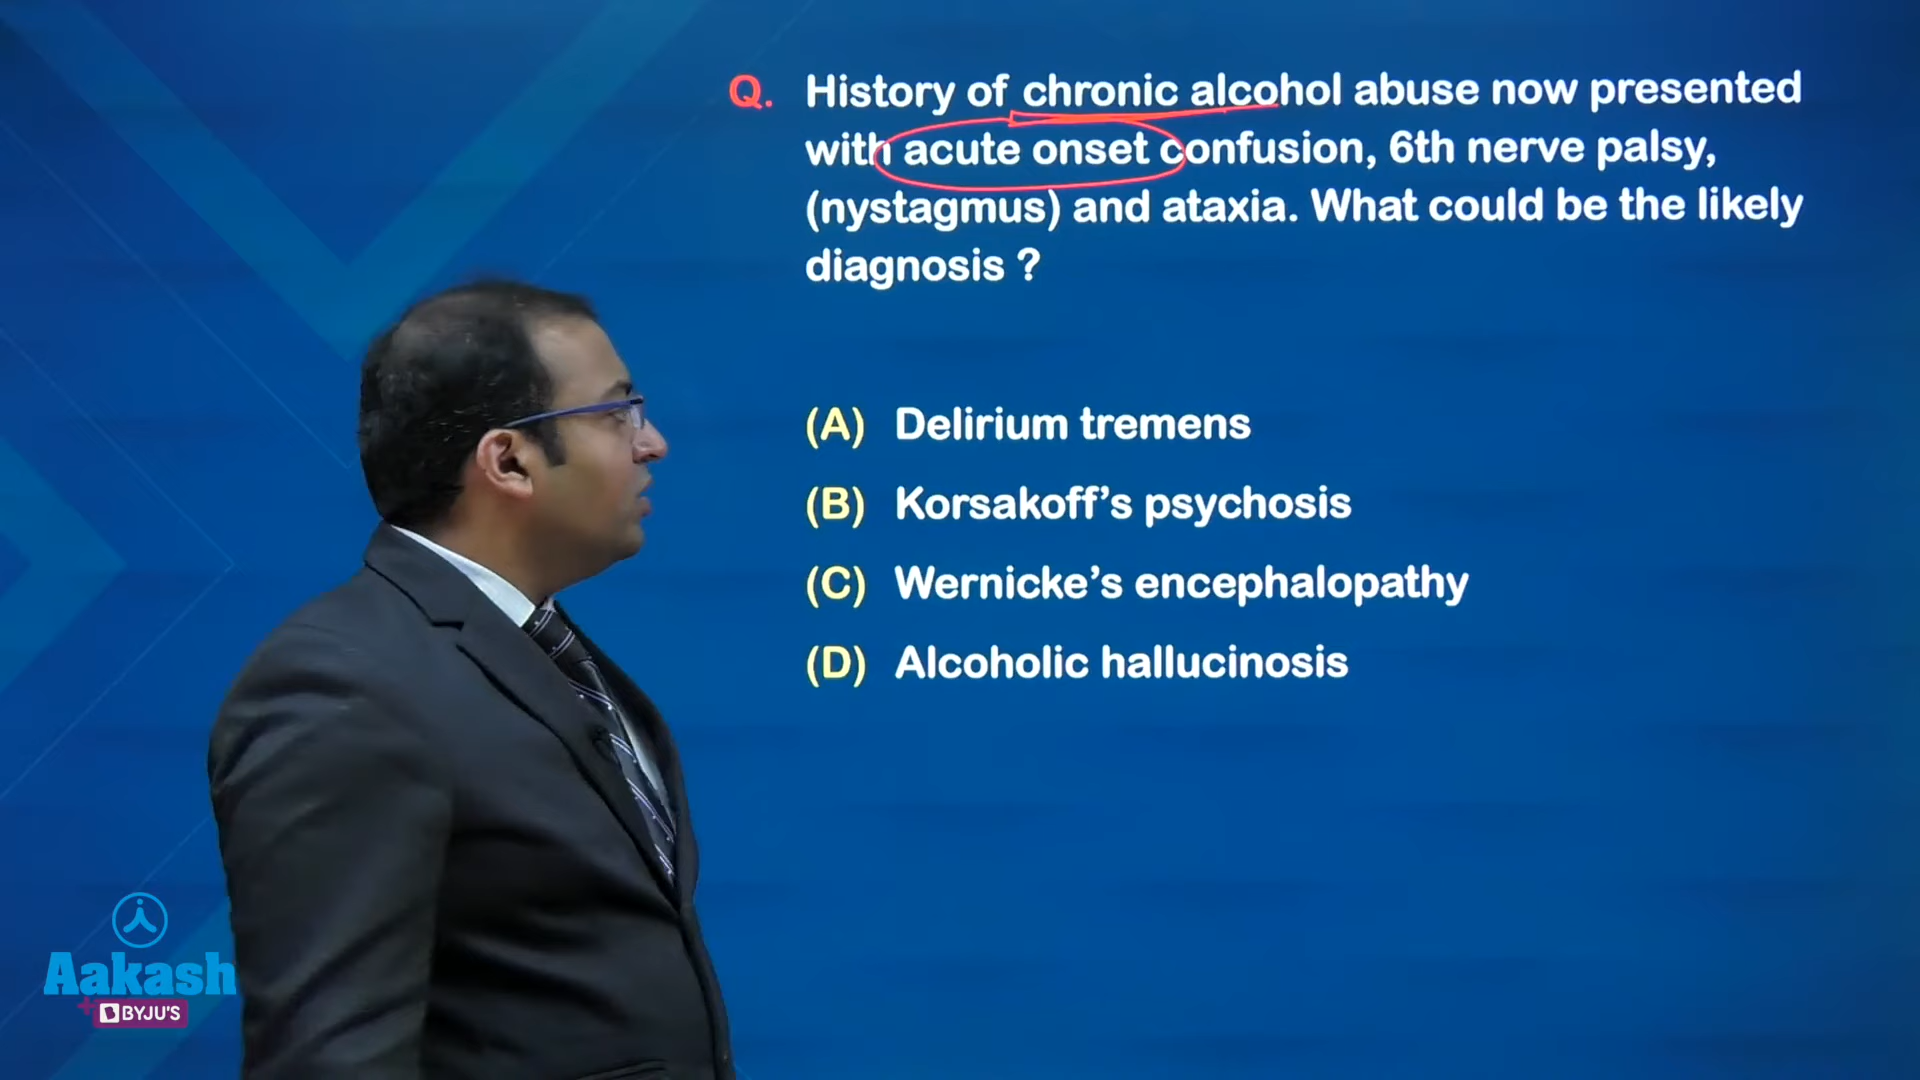 Q. History of chronic alcohol abuse now presented
with acute onset confusion, 6th nerve palsy,
(nystagmus) and ataxia. What could be the likely
diagnosis ?
(A) Delirium tremens
(B) Korsakoff’s psychosis
(C) Wernicke’s encephalopathy
(D) Alcoholic hallucinosis
Aakash
+ BYJU'S